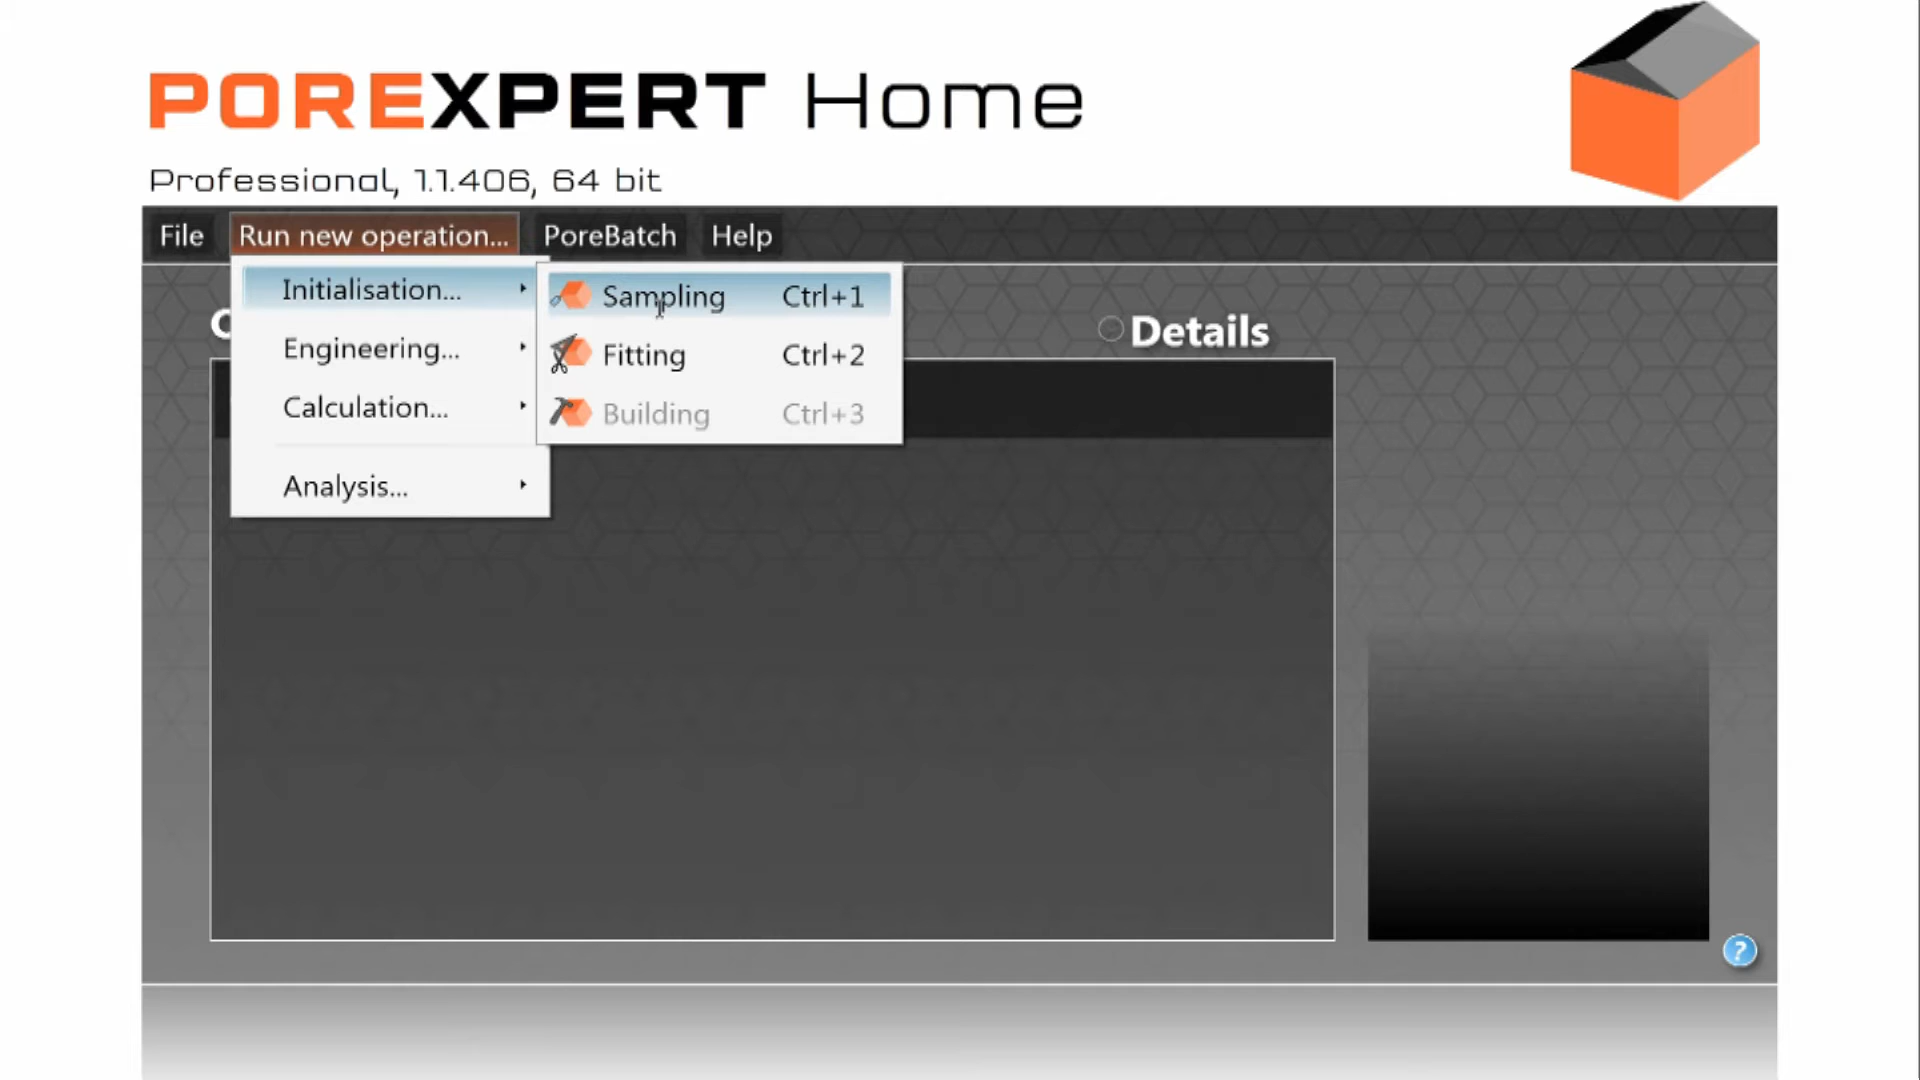 POREXPERT Home
Professional, 1.1.406, 64 bit
File Run new operation... PoreBatch Help
Initialisation...
Engineering...
Calculation...
Analysis...
Sampling Ctrl+1
Fitting Ctrl+2
Building Ctrl+3
Details
?